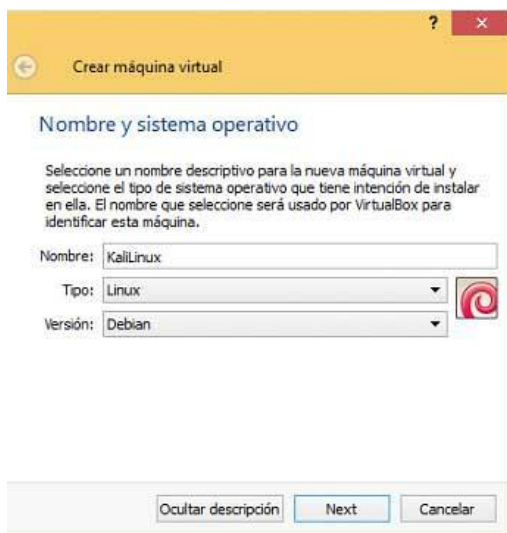 ?
×
Crear máquina virtual
Nombre y sistema operativo
Seleccione un nombre descriptivo para la nueva máquina virtual y
seleccione el tipo de sistema operativo que tiene intención de instalar
en ella. El nombre que seleccione será usado por VirtualBox para
identificar esta máquina.
Nombre: KaliLinux
Tipo: Linux
Versión: Debian
Ocultar descripción Next Cancelar